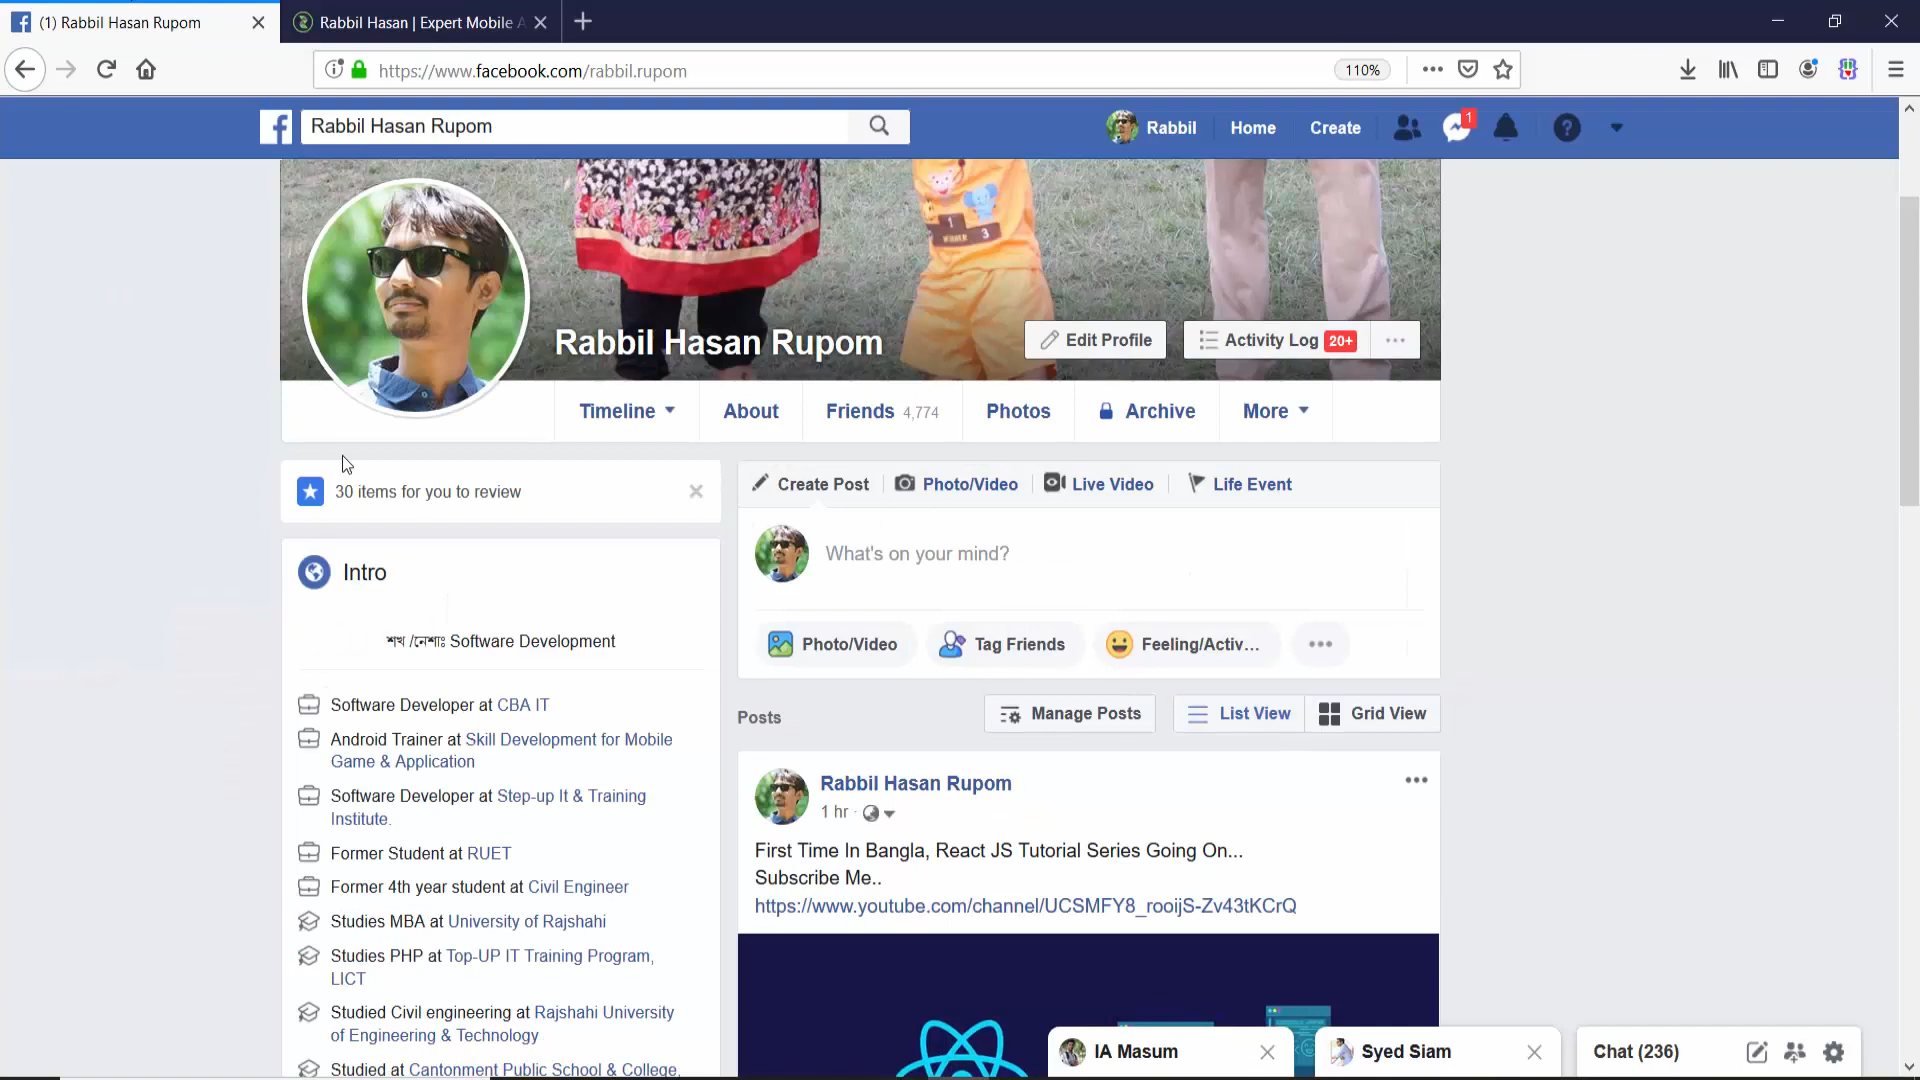 (1) Rabbil Hasan Rupom
Rabbil Hasan | Expert Mobile A
https://www.facebook.com/rabbil.rupom
110%
Rabbil Hasan Rupom
Rabbil
Home
Create
1
1
3
WINNER
Rabbil Hasan Rupom
Edit Profile
Activity Log 20+
Timeline
About
Friends 4,774
Photos
Archive
More
30 items for you to review
Create Post
Photo/Video
Live Video
Life Event
What's on your mind?
Intro
শখ /নেশাঃ Software Development
Photo/Video
Tag Friends
Feeling/Activ...
Software Developer at CBA IT
Android Trainer at Skill Development for Mobile
Game & Application
Software Developer at Step-up It & Training
Institute.
Former Student at RUET
Former 4th year student at Civil Engineer
Studies MBA at University of Rajshahi
Studies PHP at Top-UP IT Training Program,
LICT
Studied Civil engineering at Rajshahi University
of Engineering & Technology
Studied at Cantonment Public School & College,
Posts
Manage Posts
List View
Grid View
Rabbil Hasan Rupom
1 hr
First Time In Bangla, React JS Tutorial Series Going On...
Subscribe Me..
https://www.youtube.com/channel/UCSMFY8_rooijS-Zv43tKCrQ
IA Masum
Syed Siam
Chat (236)